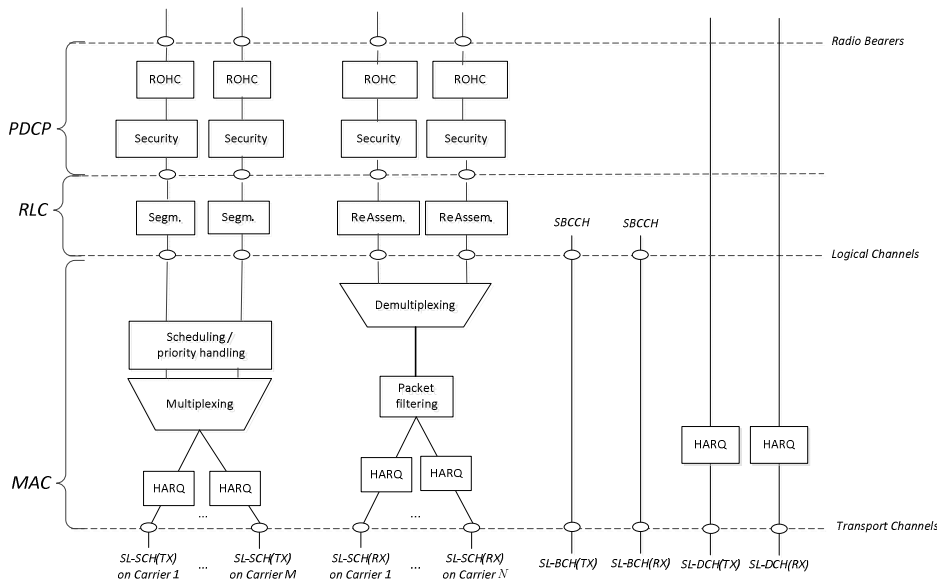 Radio Bearers
ROHC ROHC ROHC ROHC
PDCP
Security Security Security Security
RLC
Segm. Segm. ReAssem. ReAssem.
SBCCH SBCCH
Logical Channels
Demultiplexing
Scheduling /
priority handling
Packet
filtering
Multiplexing
HARQ HARQ
MAC
HARQ HARQ HARQ HARQ
... ...
Transport Channels
SL-SCH(TX) ... SL-SCH(TX) SL-SCH(RX) ... SL-SCH(RX) SL-BCH(TX) SL-BCH(RX) SL-DCH(TX) SL-DCH(RX)
on Carrier 1 on Carrier M on Carrier 1 on Carrier N